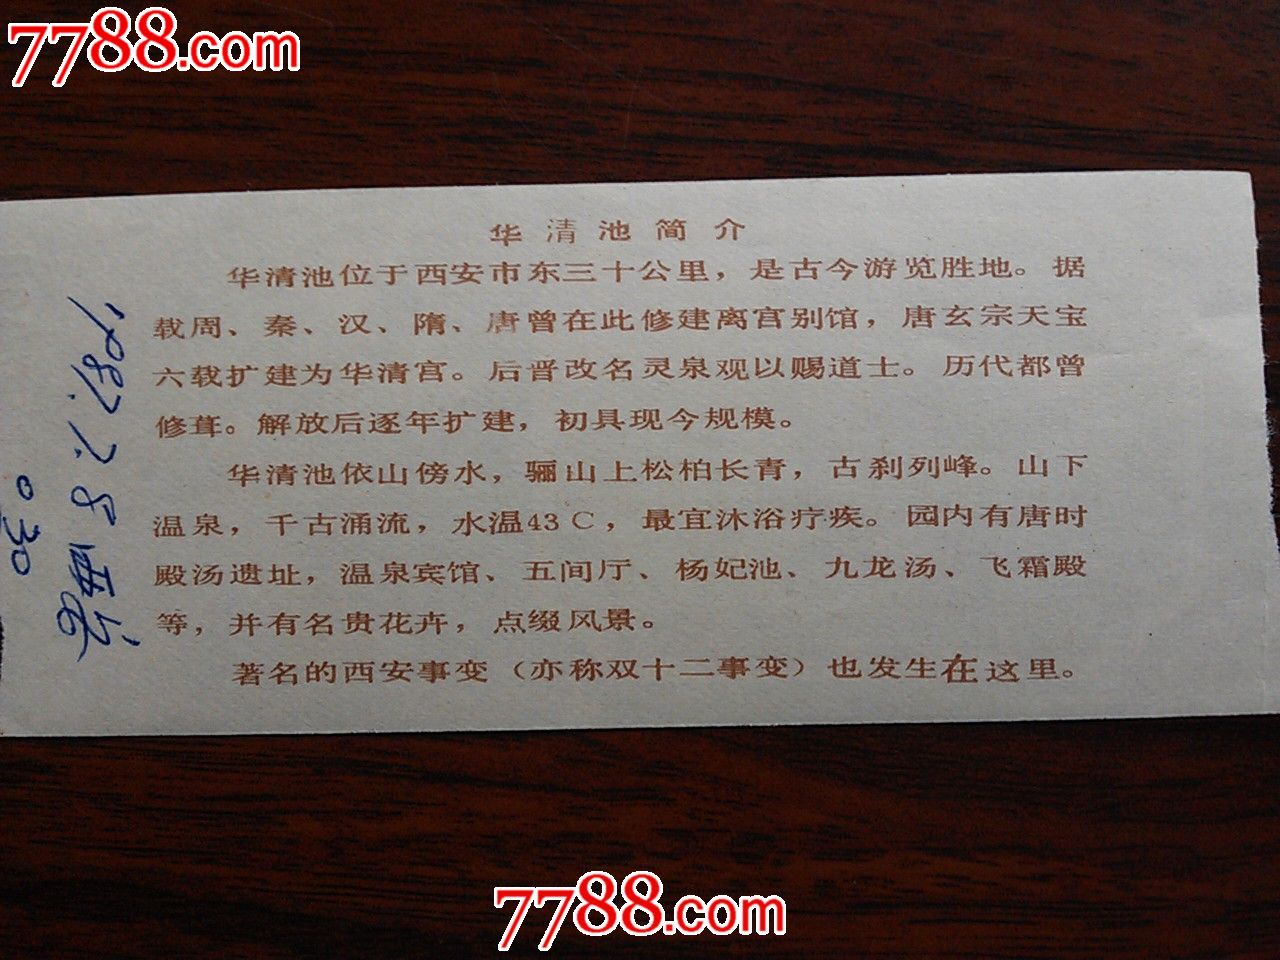 7788.com
华清池简介
华清池位于西安市东三十公里，是古今游览胜地。据
载周、秦、汉、隋、唐曾在此修建离宫别馆，唐玄宗天宝
六载扩建为华清宫。后晋改名灵泉观以赐道士。历代都曾
修葺。解放后逐年扩建，初具现今规模。
华清池依山傍水，骊山上松柏长青，古刹列峰。山下
温泉，千古涌流，水温43C，最宜沐浴疗疾。园内有唐时
殿汤遗址，温泉宾馆、五间厅、杨妃池、九龙汤、飞霜殿
等，并有名贵花卉，点缀风景。
著名的西安事变（亦称双十二事变）也发生在这里。
1987.7.8 西安
0.30
7788.com